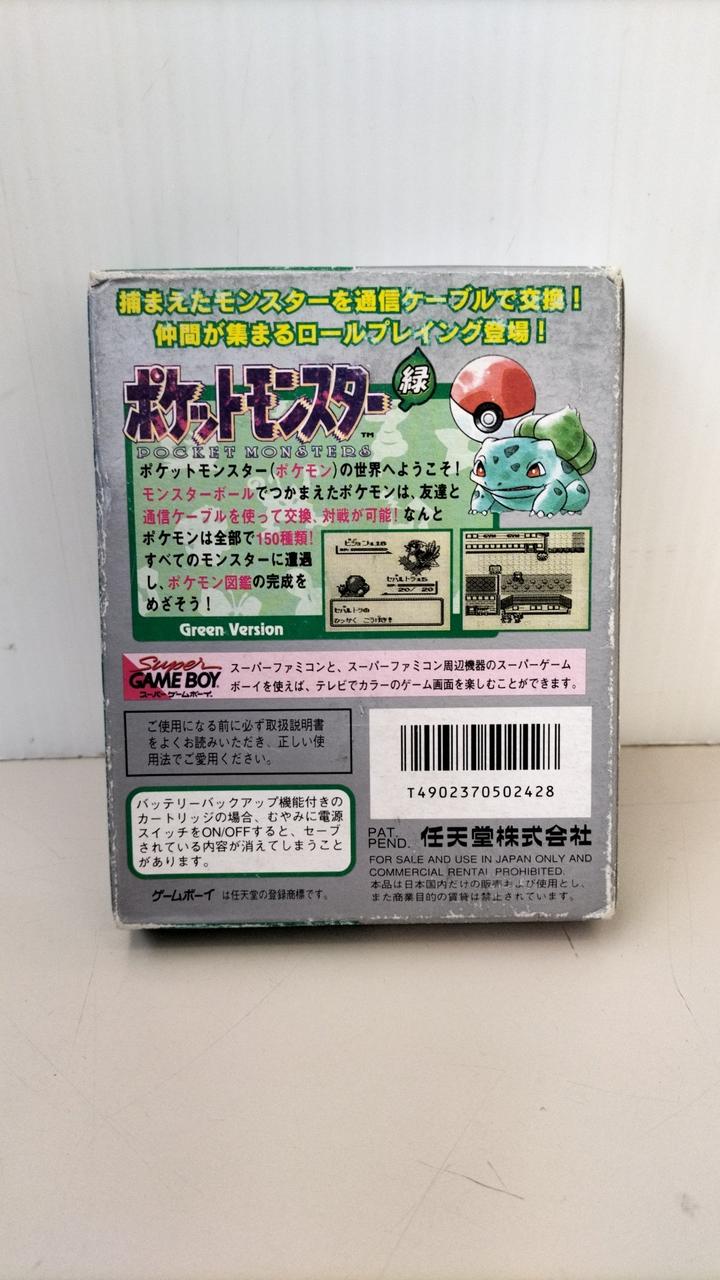 捕まえたモンスターを通信ケーブルで交換!
仲間が集まるロールプレイング登場!
ポケットモンスター 緑
TM
POCKET MONSTERS
ポケットモンスター(ポケモン)の世界へようこそ!
モンスターボールでつかまえたポケモンは、友達と
通信ケーブルを使って交換、対戦が可能!なんと
ポケモンは全部で150種類!
すべてのモンスターに遭遇
し、ポケモン図鑑の完成を
めざそう!
Green Version
20/ 20
GYM GYM
Super
GAME BOY
スーパーゲームボーイ
スーパーファミコンと、スーパーファミコン周辺機器のスーパーゲーム
ボーイを使えば、テレビでカラーのゲーム画面を楽しむことができます。
ご使用になる前に必ず取扱説明書
をよくお読みいただき、正しい使
用法でご愛用ください。
T4902370502428
バッテリーバックアップ機能付きの
カートリッジの場合、むやみに電源
スイッチをON/OFFすると、セーブ
されている内容が消えてしまうこと
があります。
PAT. PEND. 任天堂株式会社
FOR SALE AND USE IN JAPAN ONLY AND
COMMERCIAL RENTAL PROHIBITED.
本品は日本国内だけの販売および使用とし、
また商業目的の賃貸は禁止されています。
ゲームボーイ は任天堂の登録商標です。